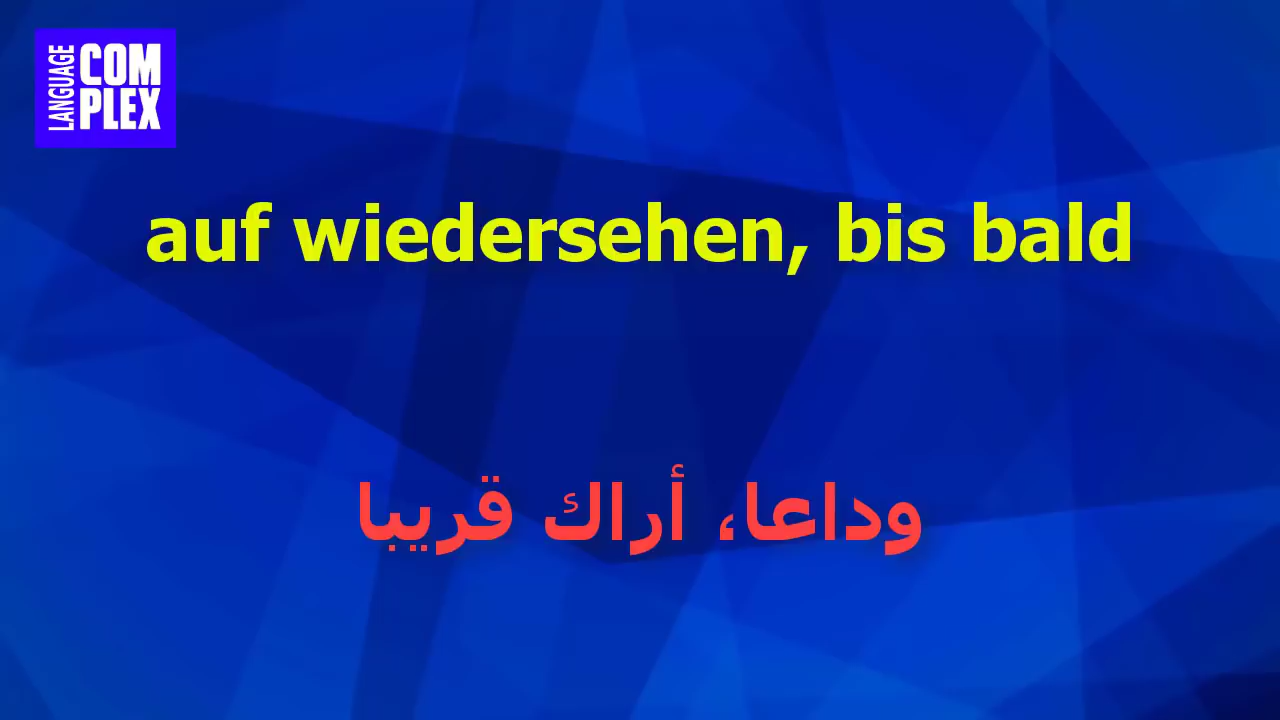 LANGUAGE
COM
PLEX
auf wiedersehen, bis bald
وداعا، أراك قريبا